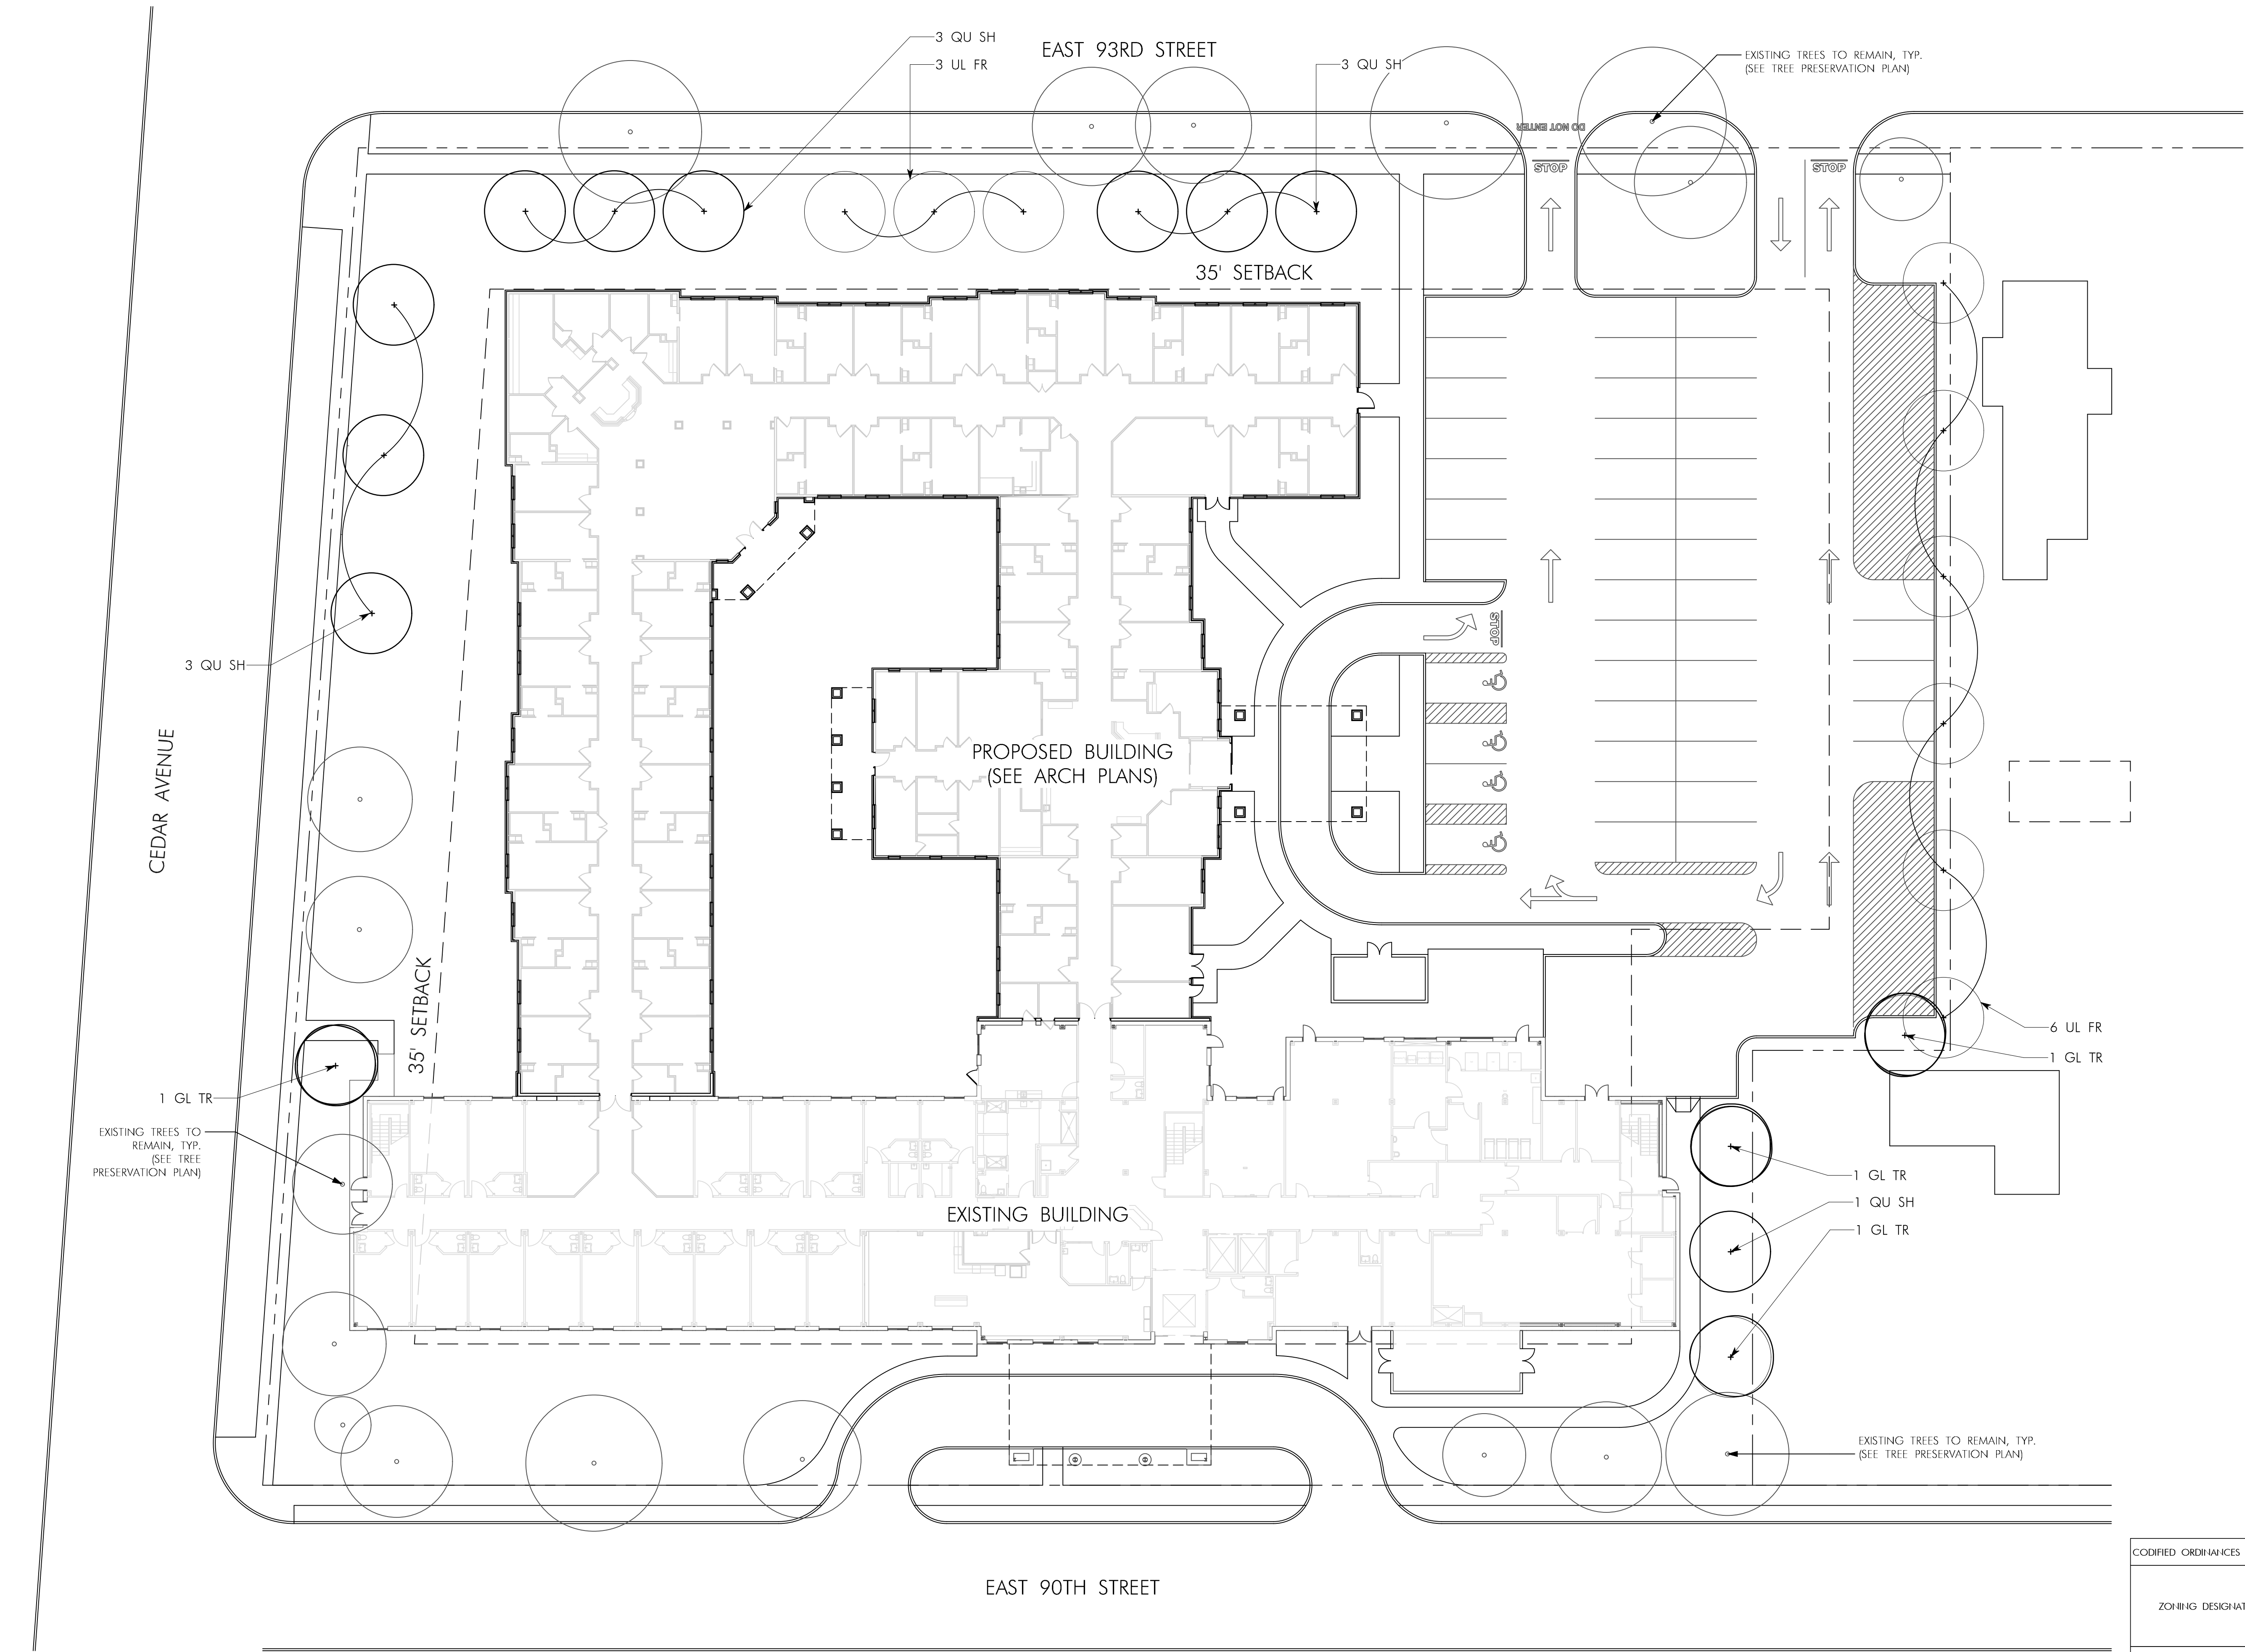 3 QU SH
EAST 93RD STREET
3 UL FR
3 QU SH
EXISTING TREES TO REMAIN, TYP.
(SEE TREE PRESERVATION PLAN)
DO NOT ENTER
STOP
STOP
35' SETBACK
STOP
3 QU SH
CEDAR AVENUE
PROPOSED BUILDING
(SEE ARCH PLANS)
35' SETBACK
6 UL FR
1 GL TR
1 GL TR
EXISTING TREES TO
REMAIN, TYP.
(SEE TREE
PRESERVATION PLAN)
1 GL TR
1 QU SH
1 GL TR
EXISTING BUILDING
EXISTING TREES TO REMAIN, TYP.
(SEE TREE PRESERVATION PLAN)
EAST 90TH STREET
CODIFIED ORDINANCES
ZONING DESIGNAT